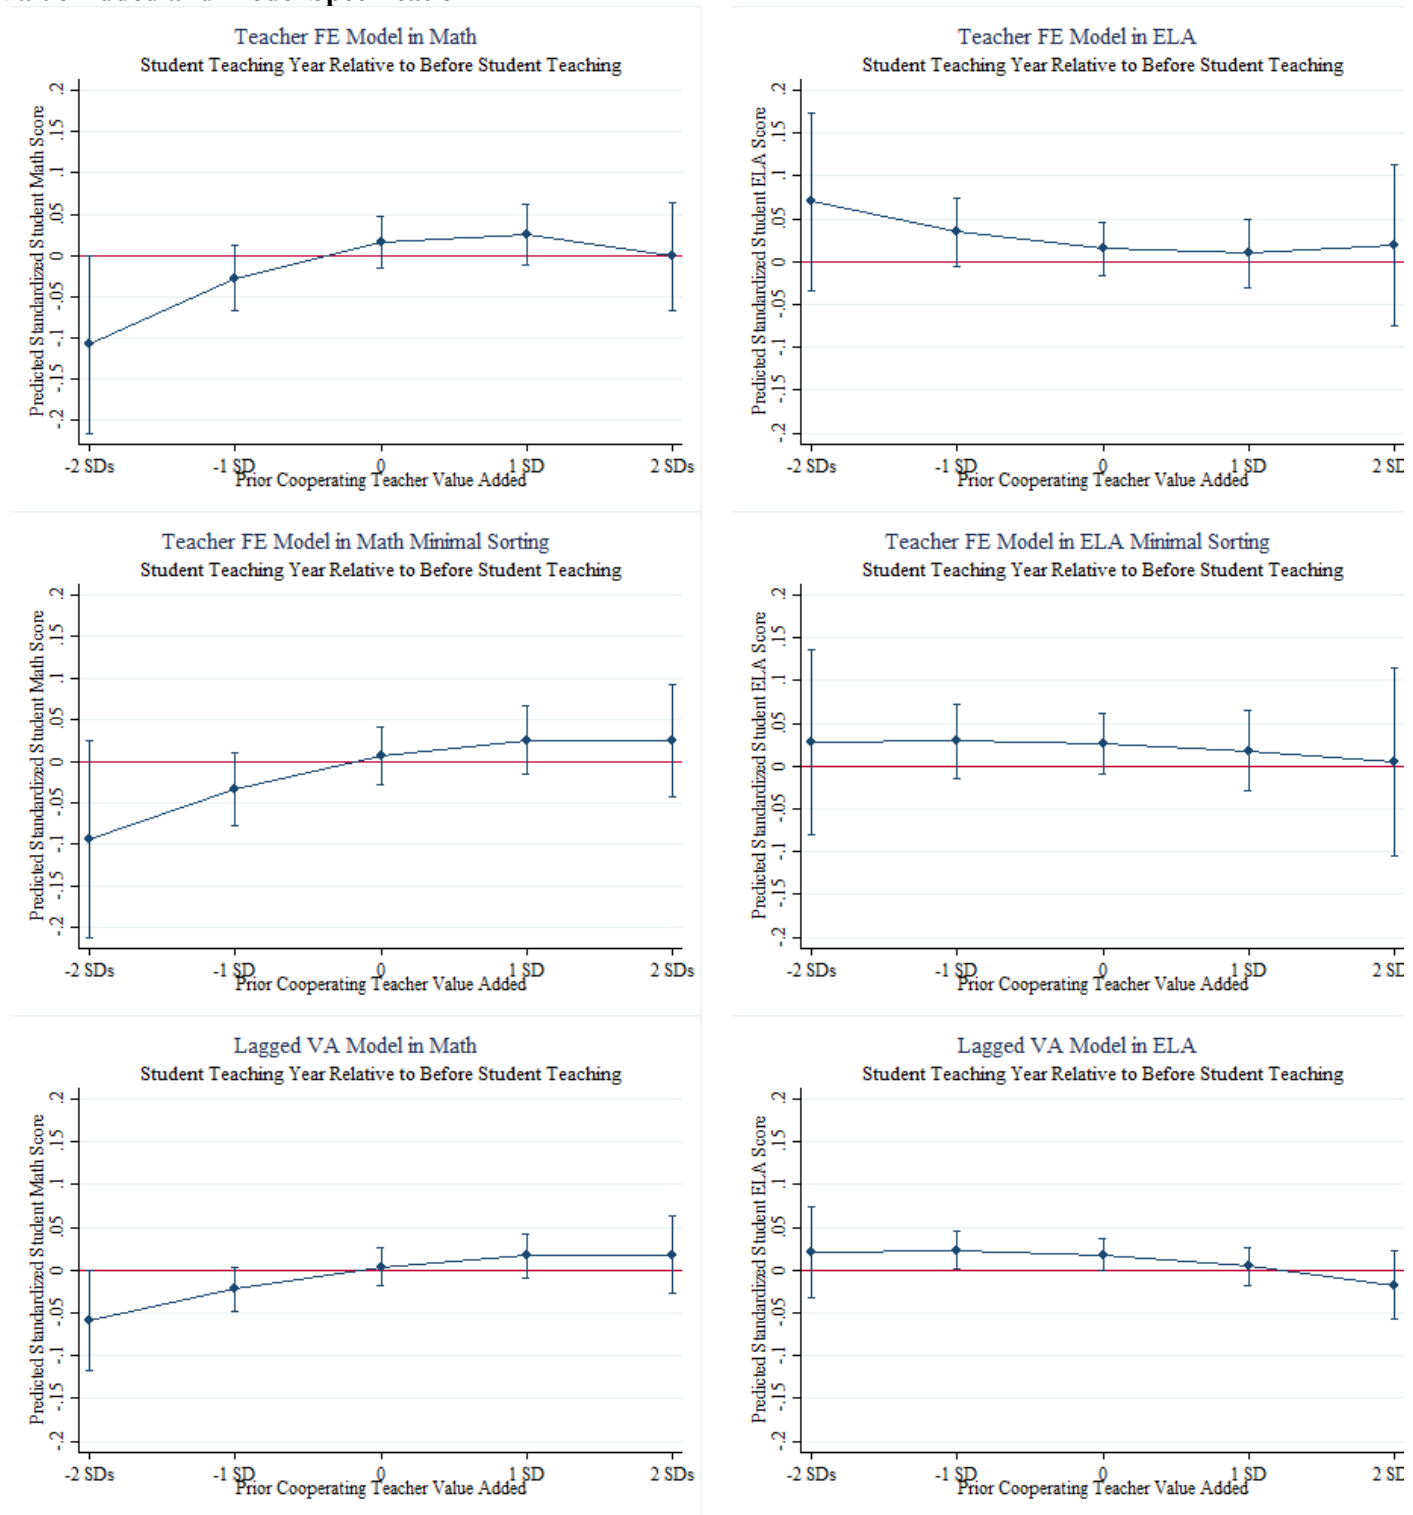 Teacher FE Model in Math
Student Teaching Year Relative to Before Student Teaching
Predicted Standardized Student Math Score
.2
.15
.1
.05
0
-.05
-.1
-.15
-.2
-2 SDs
-1 SD
0
1 SD
2 SDs
Prior Cooperating Teacher Value Added
Teacher FE Model in ELA
Student Teaching Year Relative to Before Student Teaching
Predicted Standardized Student ELA Score
.2
.15
.1
.05
0
-.05
-.1
-.15
-.2
-2 SDs
-1 SD
0
1 SD
2 SD
Prior Cooperating Teacher Value Added
Teacher FE Model in Math Minimal Sorting
Student Teaching Year Relative to Before Student Teaching
Predicted Standardized Student Math Score
.2
.15
.1
.05
0
-.05
-.1
-.15
-.2
-2 SDs
-1 SD
0
1 SD
2 SDs
Prior Cooperating Teacher Value Added
Teacher FE Model in ELA Minimal Sorting
Student Teaching Year Relative to Before Student Teaching
Predicted Standardized Student ELA Score
.2
.15
.1
.05
0
-.05
-.1
-.15
-.2
-2 SDs
-1 SD
0
1 SD
2 SD
Prior Cooperating Teacher Value Added
Lagged VA Model in Math
Student Teaching Year Relative to Before Student Teaching
Predicted Standardized Student Math Score
.2
.15
.1
.05
0
-.05
-.1
-.15
-.2
-2 SDs
-1 SD
0
1 SD
2 SDs
Prior Cooperating Teacher Value Added
Lagged VA Model in ELA
Student Teaching Year Relative to Before Student Teaching
Predicted Standardized Student ELA Score
.2
.15
.1
.05
0
-.05
-.1
-.15
-.2
-2 SDs
-1 SD
0
1 SD
2 SD
Prior Cooperating Teacher Value Added